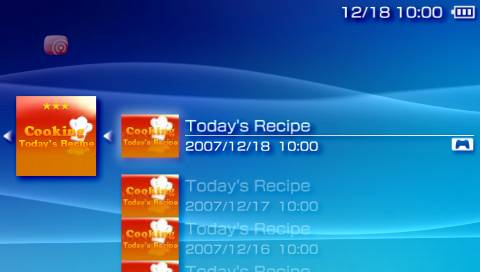 12/18 10:00
★★★
Cooking
Today's Recipe
Cooking
Today's Recipe
Today's Recipe
2007/12/18 10:00
Cooking
Today's Recipe
Today's Recipe
2007/12/17 10:00
Cooking
Today's Recipe
Today's Recipe
2007/12/16 10:00
Cooking
Today's Recipe